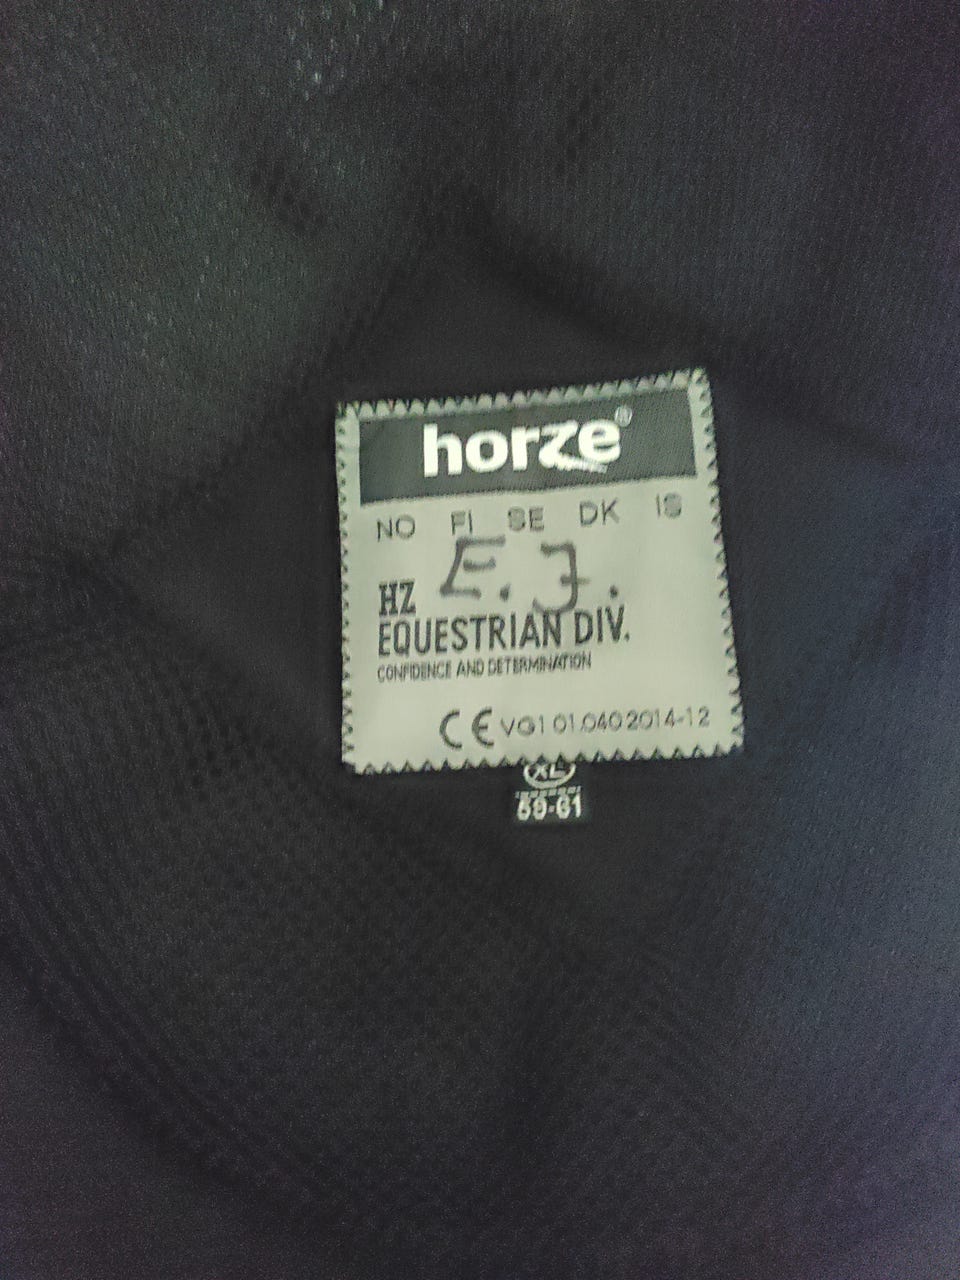 horze®
NO FI SE DK IS
E. J.
HZ
EQUESTRIAN DIV.
CONFIDENCE AND DETERMINATION
CE VG1 01.040 2014-12
XL
59-61